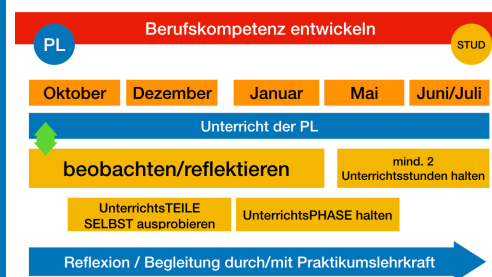 Berufskompetenz entwickeln
PL
STUD
Oktober Dezember Januar Mai Juni/Juli
Unterricht der PL
beobachten/reflektieren
mind. 2
Unterrichtsstunden halten
UnterrichtsTEILE
SELBST ausprobieren
UnterrichtsPHASE halten
Reflexion / Begleitung durch/mit Praktikumslehrkraft